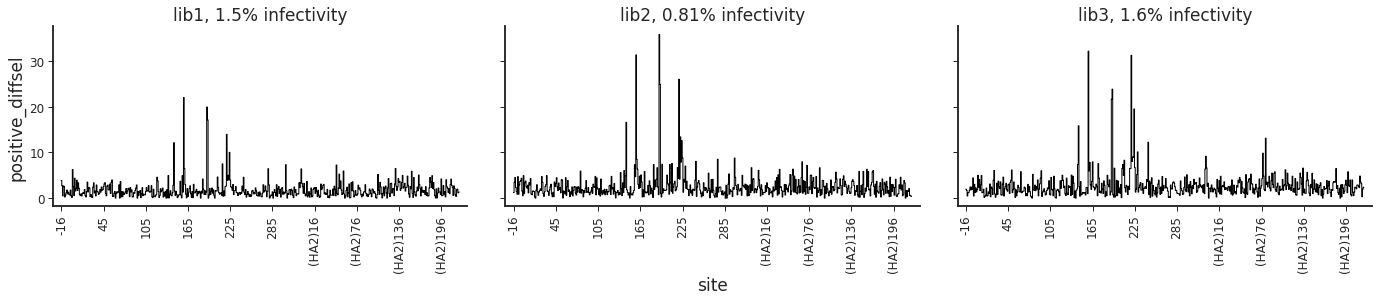 lib1, 1.5% infectivity
lib2, 0.81% infectivity
lib3, 1.6% infectivity
positive_diffsel
30
20
10
0
-16 45 105 165 225 285 (HA2)16 (HA2)76 (HA2)136 (HA2)196
-16 45 105 165 225 285 (HA2)16 (HA2)76 (HA2)136 (HA2)196
-16 45 105 165 225 285 (HA2)16 (HA2)76 (HA2)136 (HA2)196
site